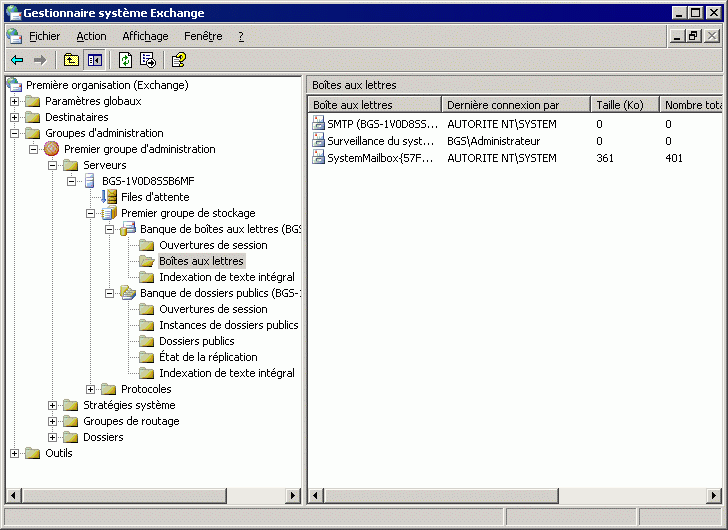 Gestionnaire système Exchange
Fichier Action Affichage Fenêtre ?
Première organisation (Exchange)
Paramètres globaux
Destinataires
Groupes d'administration
Premier groupe d'administration
Serveurs
BGS-1V0D8SSB6MF
Files d'attente
Premier groupe de stockage
Banque de boîtes aux lettres (BGS
Ouvertures de session
Boîtes aux lettres
Indexation de texte intégral
Banque de dossiers publics (BGS-1
Ouvertures de session
Instances de dossiers publics
Dossiers publics
État de la réplication
Indexation de texte intégral
Protocoles
Stratégies système
Groupes de routage
Dossiers
Outils
Boîtes aux lettres
Boîte aux lettres Dernière connexion par Taille (Ko) Nombre tota
SMTP (BGS-1V0D8SS... AUTORITE NT\SYSTEM 0 0
Surveillance du syst... BGS\Administrateur 0 0
SystemMailbox{57F... AUTORITE NT\SYSTEM 361 401